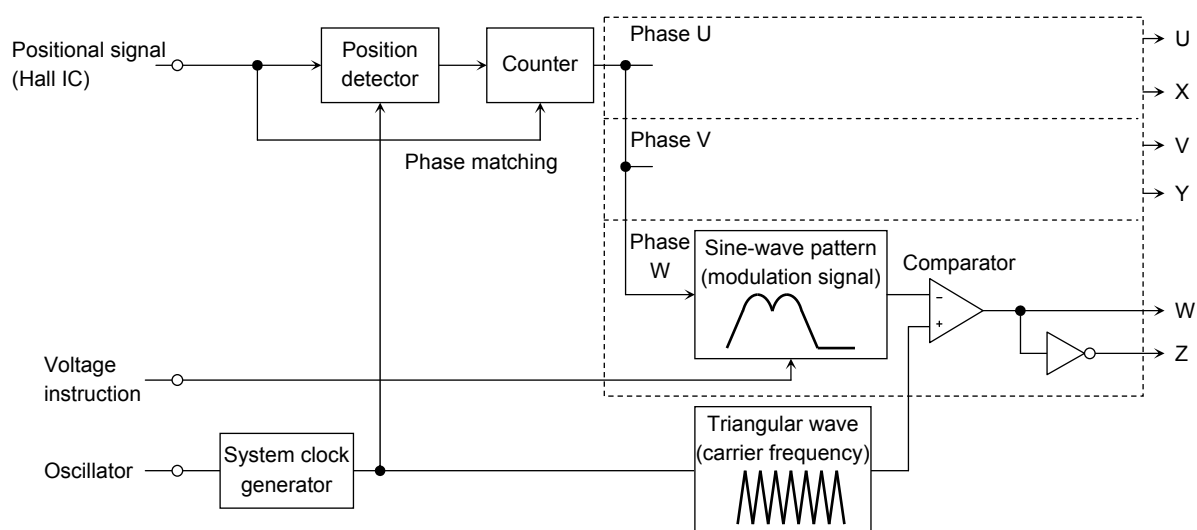 Positional signal
(Hall IC)
Position
detector
Counter
Phase matching
Phase U
U
X
Phase V
V
Y
Phase
W
Sine-wave pattern
(modulation signal)
Comparator
−
+
W
Z
Voltage
instruction
Triangular wave
(carrier frequency)
Oscillator
System clock
generator